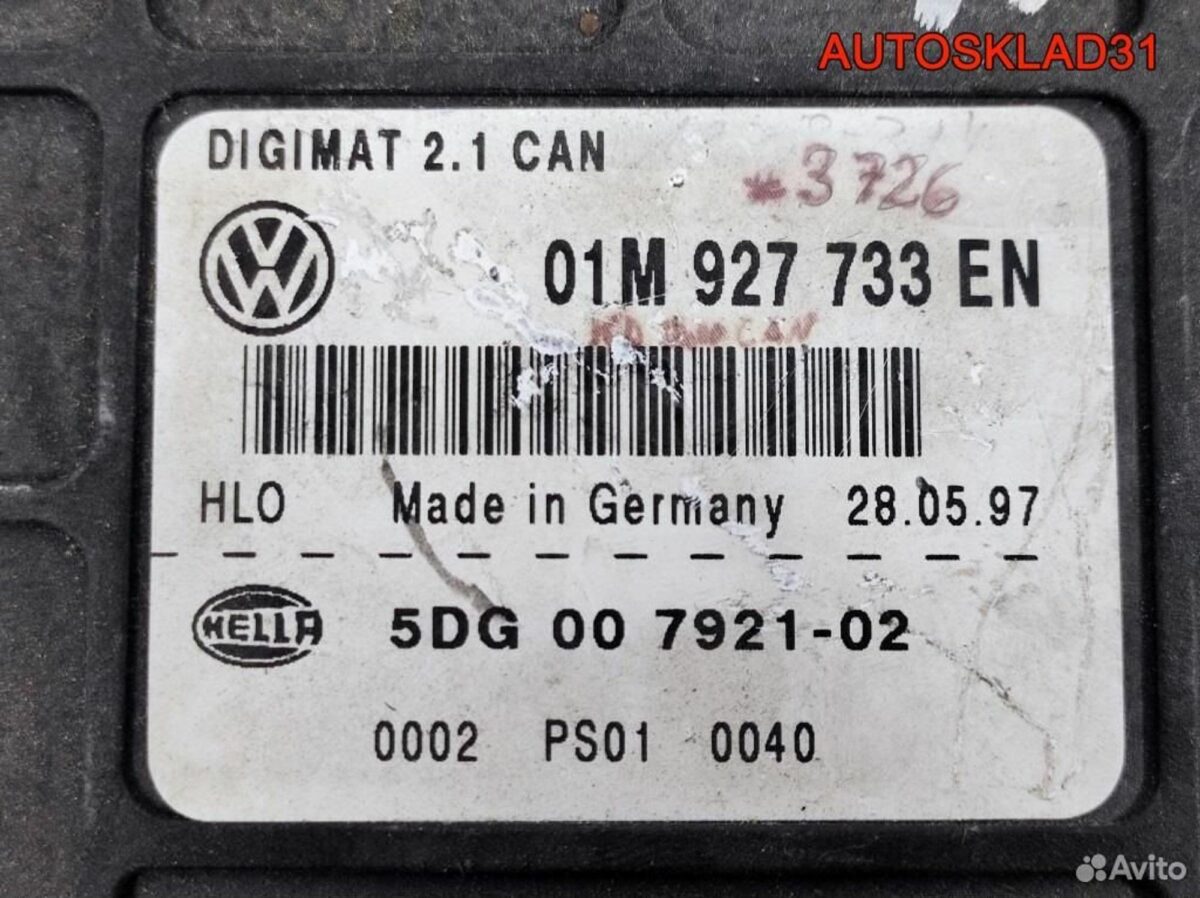 AUTOSKLAD31
DIGIMAT 2.1 CAN
3726
01M 927 733 EN
HLO Made in Germany 28.05.97
HELLA 5DG 00 7921-02
0002 PS01 0040
Avito